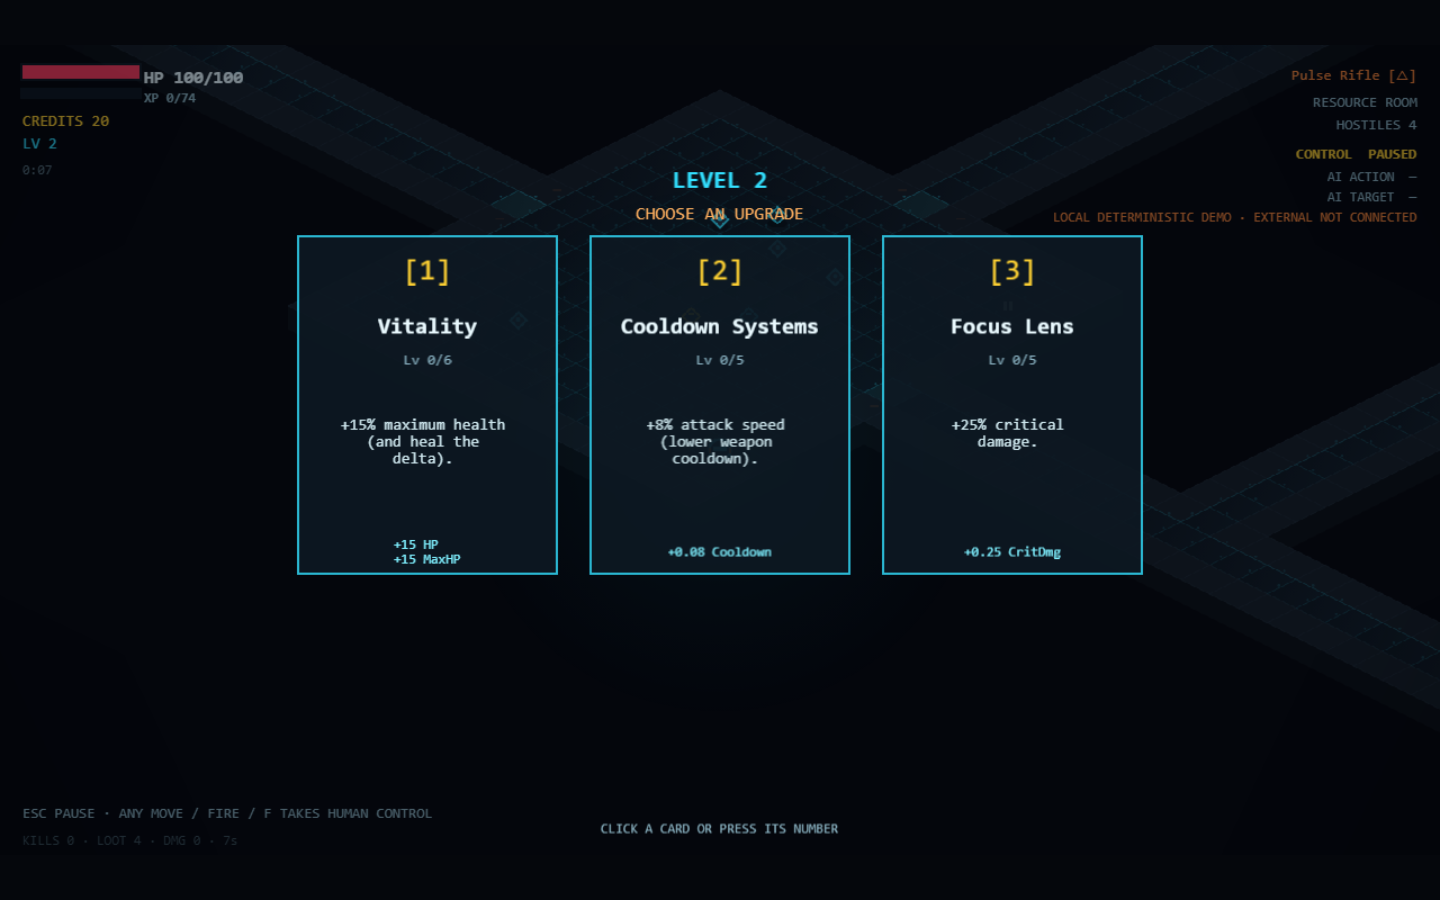 HP 100/100
XP 0/74
CREDITS 20
LV 2
0:07
Pulse Rifle [△]
RESOURCE ROOM
HOSTILES 4
CONTROL PAUSED
AI ACTION —
AI TARGET —
LOCAL DETERMINISTIC DEMO · EXTERNAL NOT CONNECTED
LEVEL 2
CHOOSE AN UPGRADE
[1]
Vitality
Lv 0/6
+15% maximum health
(and heal the
delta).
+15 HP
+15 MaxHP
[2]
Cooldown Systems
Lv 0/5
+8% attack speed
(lower weapon
cooldown).
+0.08 Cooldown
[3]
Focus Lens
Lv 0/5
+25% critical
damage.
+0.25 CritDmg
ESC PAUSE · ANY MOVE / FIRE / F TAKES HUMAN CONTROL
KILLS 0 · LOOT 4 · DMG 0 · 7s
CLICK A CARD OR PRESS ITS NUMBER